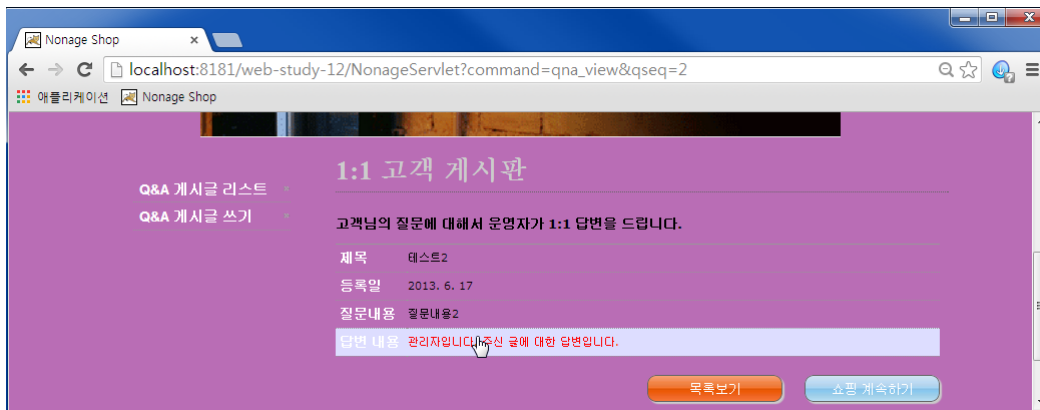 Nonage Shop
localhost:8181/web-study-12/NonageServlet?command=qna_view&qseq=2
애플리케이션 Nonage Shop
1:1 고객 게시판
Q&A 게시글 리스트
Q&A 게시글 쓰기
고객님의 질문에 대해서 운영자가 1:1 답변을 드립니다.
제목 테스트2
등록일 2013. 6. 17
질문내용 질문내용2
답변 내용 관리자입니다. 주신 글에 대한 답변입니다.
목록보기 쇼핑 계속하기